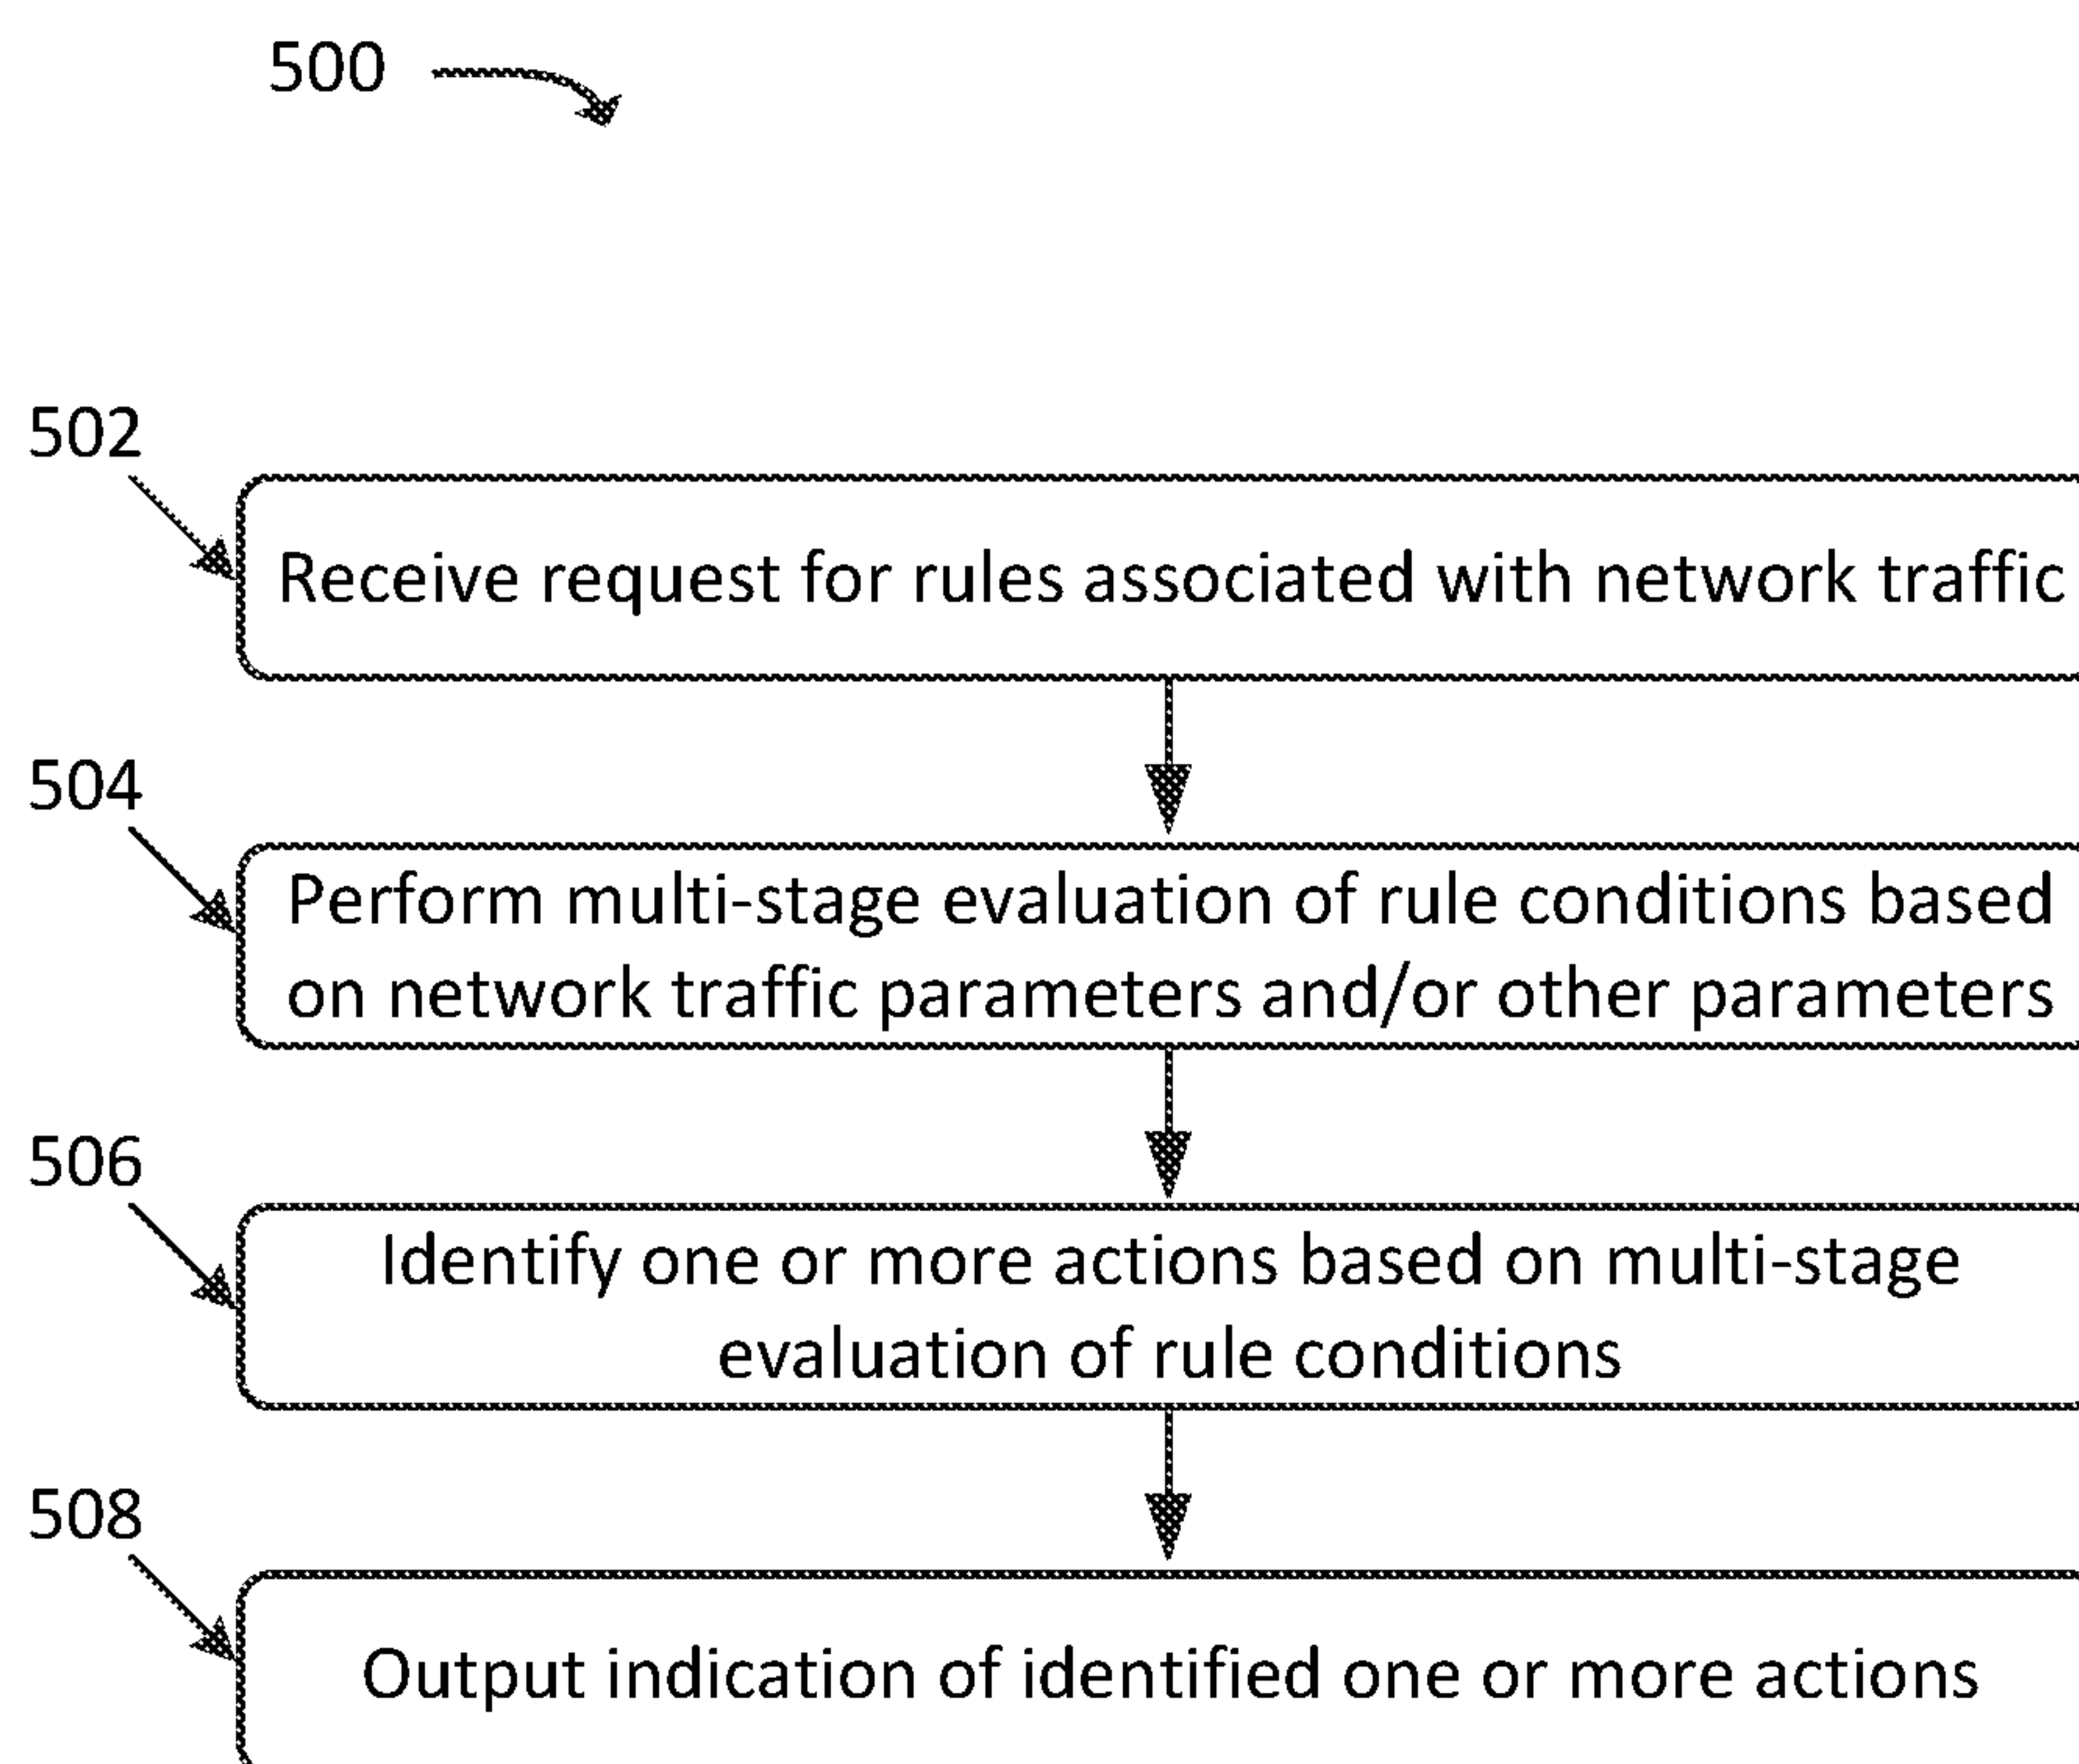 500
502
Receive request for rules associated with network traffic
504
Perform multi-stage evaluation of rule conditions based
on network traffic parameters and/or other parameters
506
Identify one or more actions based on multi-stage
evaluation of rule conditions
508
Output indication of identified one or more actions